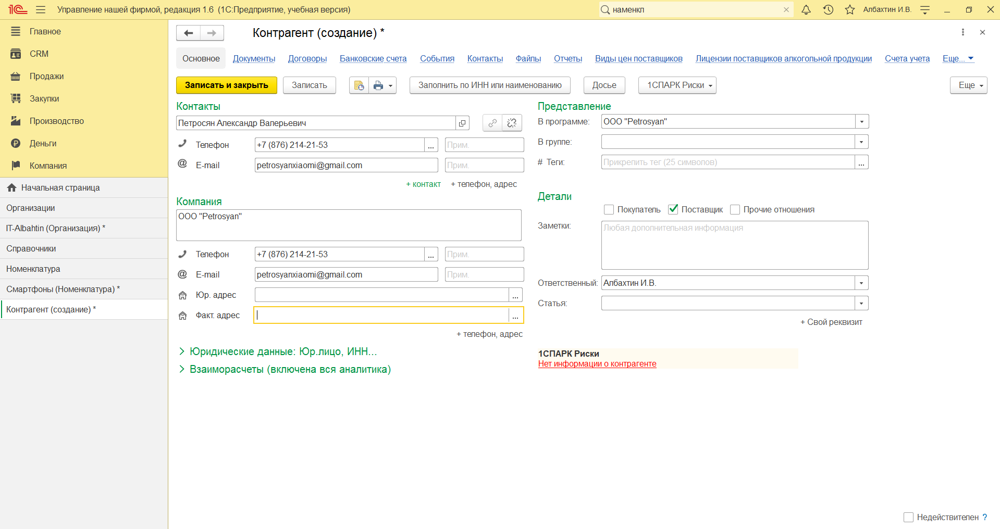 1С Управление нашей фирмой, редакция 1.6 (1С:Предприятие, учебная версия) наменкл Албахтин И.В.
Главное
CRM
Продажи
Закупки
Производство
Деньги
Компания
Начальная страница
Организации
IT-Albahtin (Организация) *
Справочники
Номенклатура
Смартфоны (Номенклатура) *
Контрагент (создание) *
Контрагент (создание) *
Основное Документы Договоры Банковские счета События Контакты Файлы Отчеты Виды цен поставщиков Лицензии поставщиков алкогольной продукции Счета учета Еще...
Записать и закрыть Записать Заполнить по ИНН или наименованию Досье 1СПАРК Риски Еще
Контакты
Петросян Александр Валерьевич
Телефон +7 (876) 214-21-53 ... Прим.
@ E-mail petrosyanxiaomi@gmail.com Прим.
+ контакт + телефон, адрес
Компания
ООО "Petrosyan"
Телефон +7 (876) 214-21-53 ... Прим.
@ E-mail petrosyanxiaomi@gmail.com Прим.
Юр. адрес ...
Факт. адрес ...
+ телефон, адрес
Юридические данные: Юр.лицо, ИНН...
Взаиморасчеты (включена вся аналитика)
Представление
В программе: ООО "Petrosyan"
В группе:
# Теги: Прикрепить тег (25 символов) ...
Детали
Покупатель Поставщик Прочие отношения
Заметки: Любая дополнительная информация
Ответственный: Албахтин И.В.
Статья:
+ Свой реквизит
1СПАРК Риски
Нет информации о контрагенте
Недействителен ?